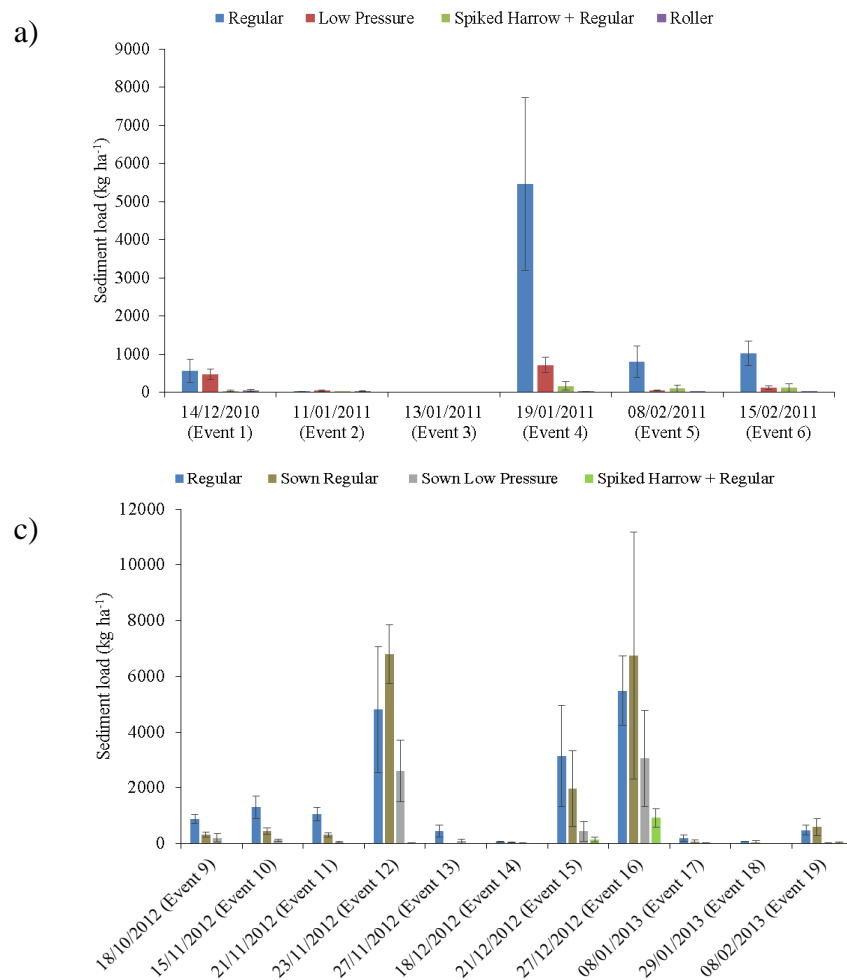 a)
Regular Low Pressure Spiked Harrow + Regular Roller
Sediment load (kg ha⁻¹)
9000
8000
7000
6000
5000
4000
3000
2000
1000
0
14/12/2010 11/01/2011 13/01/2011 19/01/2011 08/02/2011 15/02/2011
(Event 1) (Event 2) (Event 3) (Event 4) (Event 5) (Event 6)
Regular Sown Regular Sown Low Pressure Spiked Harrow + Regular
c)
Sediment load (kg ha⁻¹)
12000
10000
8000
6000
4000
2000
0
18/10/2012 (Event 9)
15/11/2012 (Event 10)
21/11/2012 (Event 11)
23/11/2012 (Event 12)
27/11/2012 (Event 13)
18/12/2012 (Event 14)
21/12/2012 (Event 15)
27/12/2012 (Event 16)
08/01/2013 (Event 17)
29/01/2013 (Event 18)
08/02/2013 (Event 19)